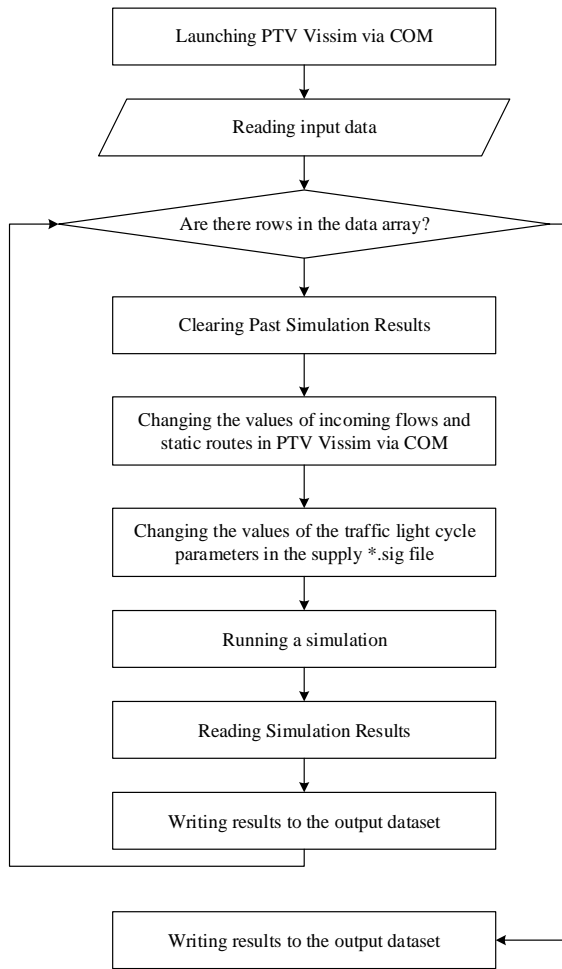 Launching PTV Vissim via COM
Reading input data
Are there rows in the data array?
Clearing Past Simulation Results
Changing the values of incoming flows and
static routes in PTV Vissim via COM
Changing the values of the traffic light cycle
parameters in the supply *.sig file
Running a simulation
Reading Simulation Results
Writing results to the output dataset
Writing results to the output dataset